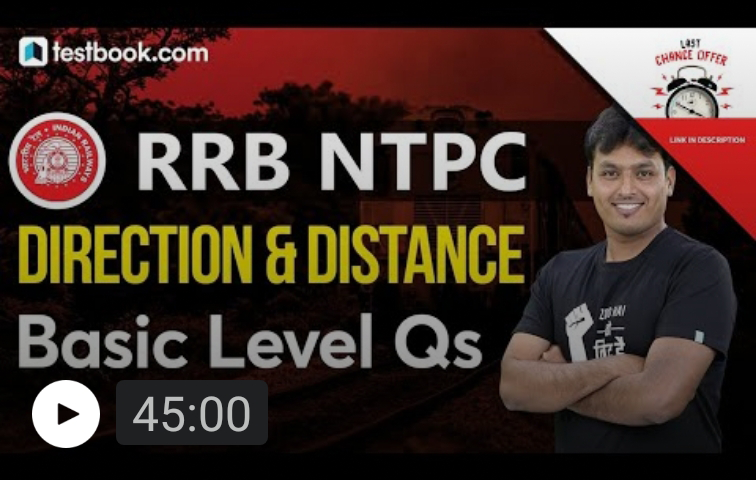 testbook.com
LAST
CHANCE OFFER
LINK IN DESCRIPTION
भारतीय रेल • INDIAN RAILWAYS
RRB NTPC
DIRECTION & DISTANCE
Basic Level Qs
45:00